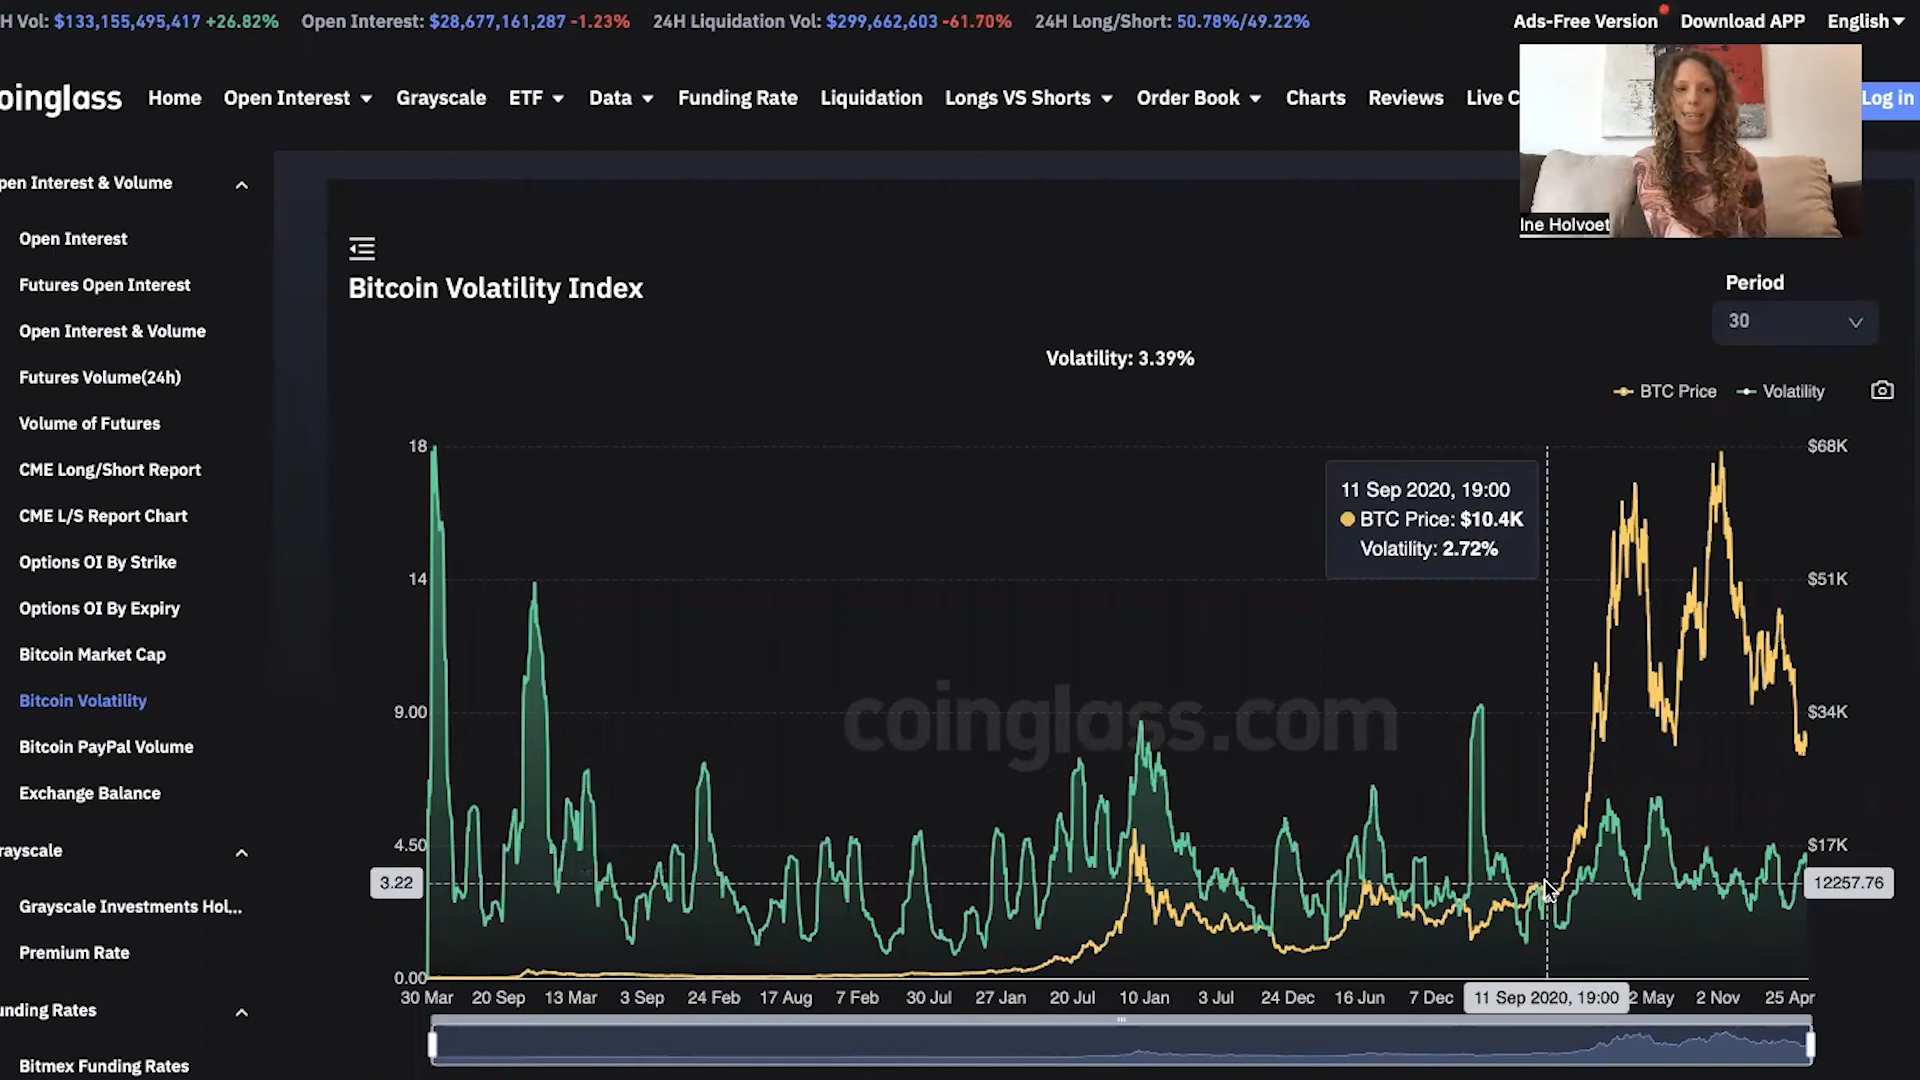 H Vol: $133,155,495,417 +26.82% Open Interest: $28,677,161,287 -1.23% 24H Liquidation Vol: $299,662,603 -61.70% 24H Long/Short: 50.78%/49.22% Ads-Free Version Download APP English
oinglass Home Open Interest Grayscale ETF Data Funding Rate Liquidation Longs VS Shorts Order Book Charts Reviews Live C Log in
Ine Holvoet
pen Interest & Volume
Open Interest
Futures Open Interest
Open Interest & Volume
Futures Volume(24h)
Volume of Futures
CME Long/Short Report
CME L/S Report Chart
Options OI By Strike
Options OI By Expiry
Bitcoin Market Cap
Bitcoin Volatility
Bitcoin PayPal Volume
Exchange Balance
rayscale
Grayscale Investments Hol...
Premium Rate
unding Rates
Bitmex Funding Rates
Bitcoin Volatility Index
Period
30
Volatility: 3.39%
BTC Price Volatility
18 $68K
11 Sep 2020, 19:00
BTC Price: $10.4K
Volatility: 2.72%
14 $51K
9.00 $34K
coinglass.com
4.50 $17K
3.22 12257.76
0.00
30 Mar 20 Sep 13 Mar 3 Sep 24 Feb 17 Aug 7 Feb 30 Jul 27 Jan 20 Jul 10 Jan 3 Jul 24 Dec 16 Jun 7 Dec 11 Sep 2020, 19:00 2 May 2 Nov 25 Apr